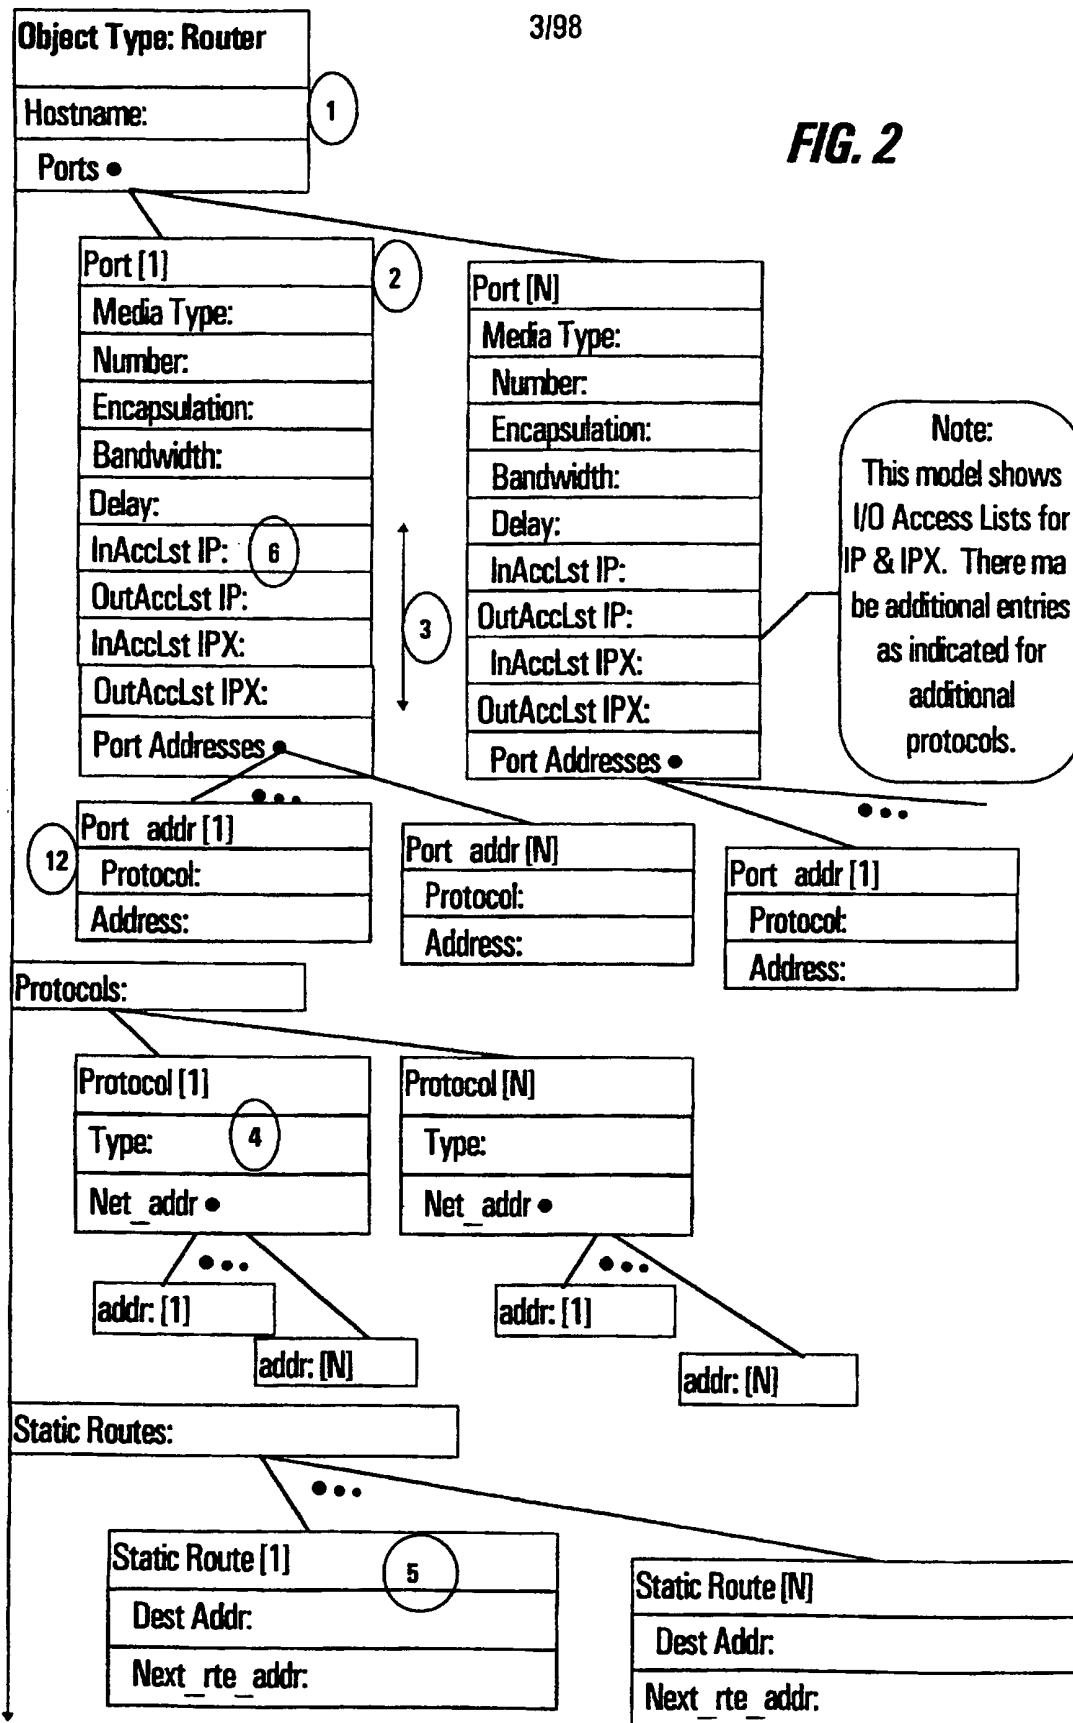 3/98
FIG. 2
Object Type: Router
Hostname:
Ports
1
Port [1]
Media Type:
Number:
Encapsulation:
Bandwidth:
Delay:
InAccLst IP:
OutAccLst IP:
InAccLst IPX:
OutAccLst IPX:
Port Addresses
2
6
3
Port [N]
Media Type:
Number:
Encapsulation:
Bandwidth:
Delay:
InAccLst IP:
OutAccLst IP:
InAccLst IPX:
OutAccLst IPX:
Port Addresses
Note:
This model shows
I/O Access Lists for
IP & IPX. There ma
be additional entries
as indicated for
additional
protocols.
12
Port_addr [1]
Protocol:
Address:
Port_addr [N]
Protocol:
Address:
Port_addr [1]
Protocol:
Address:
Protocols:
Protocol [1]
Type:
Net_addr
4
Protocol [N]
Type:
Net_addr
addr: [1]
addr: [N]
addr: [1]
addr: [N]
Static Routes:
Static Route [1]
Dest Addr:
Next_rte_addr:
5
Static Route [N]
Dest Addr:
Next_rte_addr: